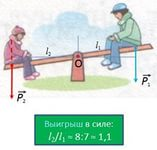 l₂
l₁
O
P₂
P₁
Выигрыш в силе:
l₂/l₁ ≈ 8:7 ≈ 1,1